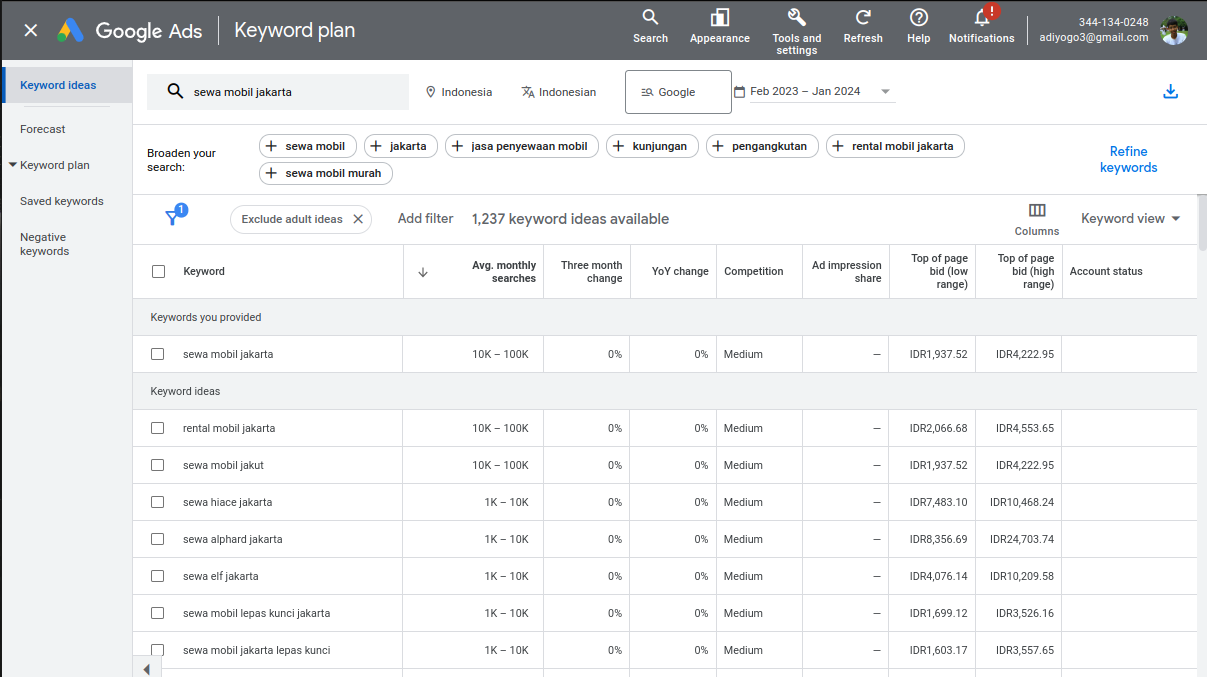 Google Ads
Keyword plan
Search
Appearance
Tools and
settings
Refresh
Help
!
Notifications
344-134-0248
adiyogo3@gmail.com
Keyword ideas
Forecast
Keyword plan
Saved keywords
Negative
keywords
sewa mobil jakarta
Indonesia
Indonesian
Google
Feb 2023 – Jan 2024
Broaden your
search:
sewa mobil
jakarta
jasa penyewaan mobil
kunjungan
pengangkutan
rental mobil jakarta
sewa mobil murah
Refine
keywords
1
Exclude adult ideas
Add filter
1,237 keyword ideas available
Columns
Keyword view
Keyword
Avg. monthly
searches
Three month
change
YoY change
Competition
Ad impression
share
Top of page
bid (low
range)
Top of page
bid (high
range)
Account status
Keywords you provided
sewa mobil jakarta 10K – 100K 0% 0% Medium – IDR1,937.52 IDR4,222.95
Keyword ideas
rental mobil jakarta 10K – 100K 0% 0% Medium – IDR2,066.68 IDR4,553.65
sewa mobil jakut 10K – 100K 0% 0% Medium – IDR1,937.52 IDR4,222.95
sewa hiace jakarta 1K – 10K 0% 0% Medium – IDR7,483.10 IDR10,468.24
sewa alphard jakarta 1K – 10K 0% 0% Medium – IDR8,356.69 IDR24,703.74
sewa elf jakarta 1K – 10K 0% 0% Medium – IDR4,076.14 IDR10,209.58
sewa mobil lepas kunci jakarta 1K – 10K 0% 0% Medium – IDR1,699.12 IDR3,526.16
sewa mobil jakarta lepas kunci 1K – 10K 0% 0% Medium – IDR1,603.17 IDR3,557.65